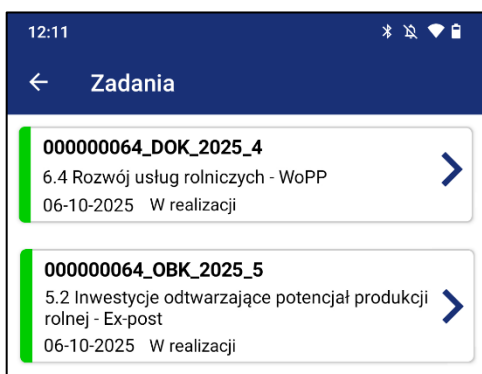 12:11
Zadania
000000064_DOK_2025_4
6.4 Rozwój usług rolniczych - WoPP
06-10-2025 W realizacji
000000064_OBK_2025_5
5.2 Inwestycje odtwarzające potencjał produkcji
rolnej - Ex-post
06-10-2025 W realizacji